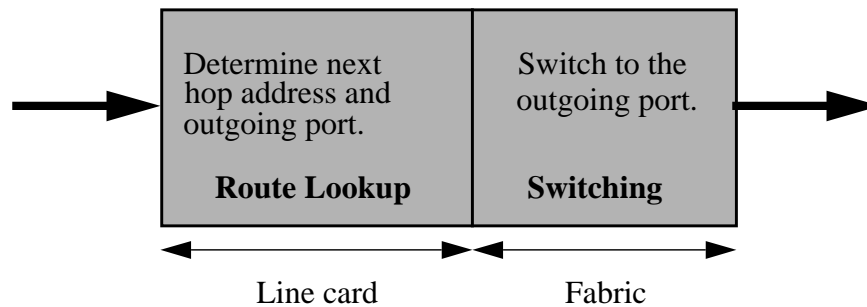 Determine next
hop address and
outgoing port.
Route Lookup
Switch to the
outgoing port.
Switching
Line card
Fabric